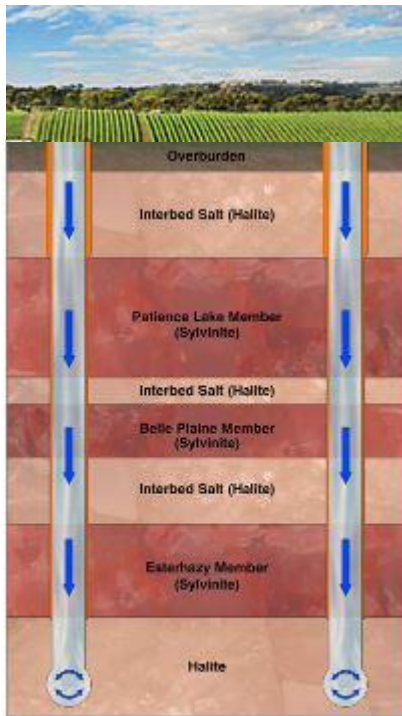 Overburden
Interbed Salt (Halite)
Patience Lake Member
(Sylvinite)
Interbed Salt (Halite)
Belle Plaine Member
(Sylvinite)
Interbed Salt (Halite)
Esterhazy Member
(Sylvinite)
Halite